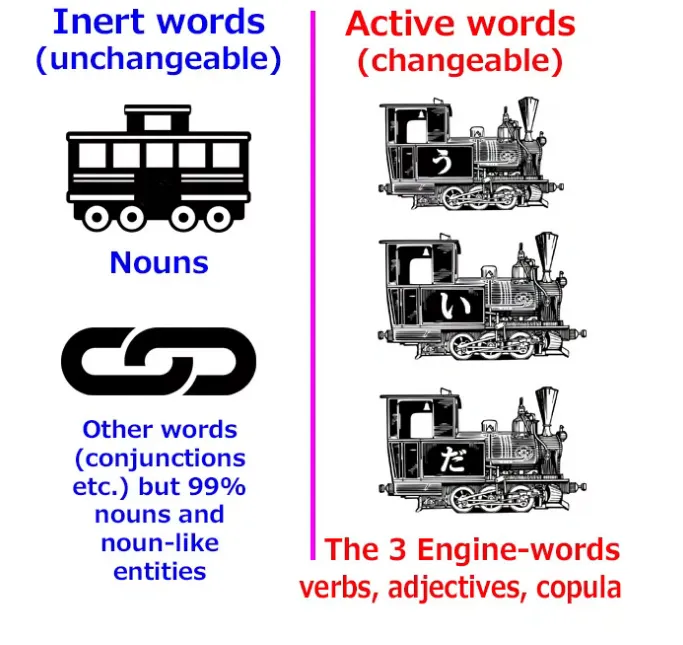 Inert words
(unchangeable)
Nouns
Other words
(conjunctions
etc.) but 99%
nouns and
noun-like
entities
Active words
(changeable)
う
い
だ
The 3 Engine-words
verbs, adjectives, copula